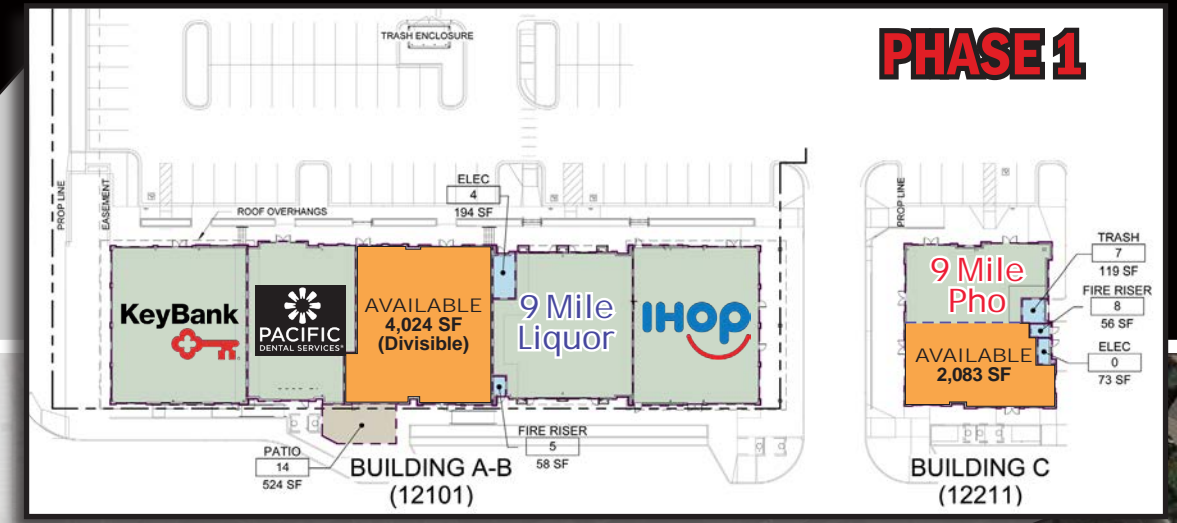 PHASE 1
TRASH ENCLOSURE
PROP LINE
EASEMENT
ROOF OVERHANGS
ELEC
4
194 SF
KeyBank
PACIFIC
DENTAL SERVICES®
AVAILABLE
4,024 SF
(Divisible)
9 Mile
Liquor
IHOP
PATIO
14
524 SF
FIRE RISER
5
58 SF
BUILDING A-B
(12101)
PROP LINE
9 Mile
Pho
AVAILABLE
2,083 SF
TRASH
7
119 SF
FIRE RISER
8
56 SF
ELEC
0
73 SF
BUILDING C
(12211)